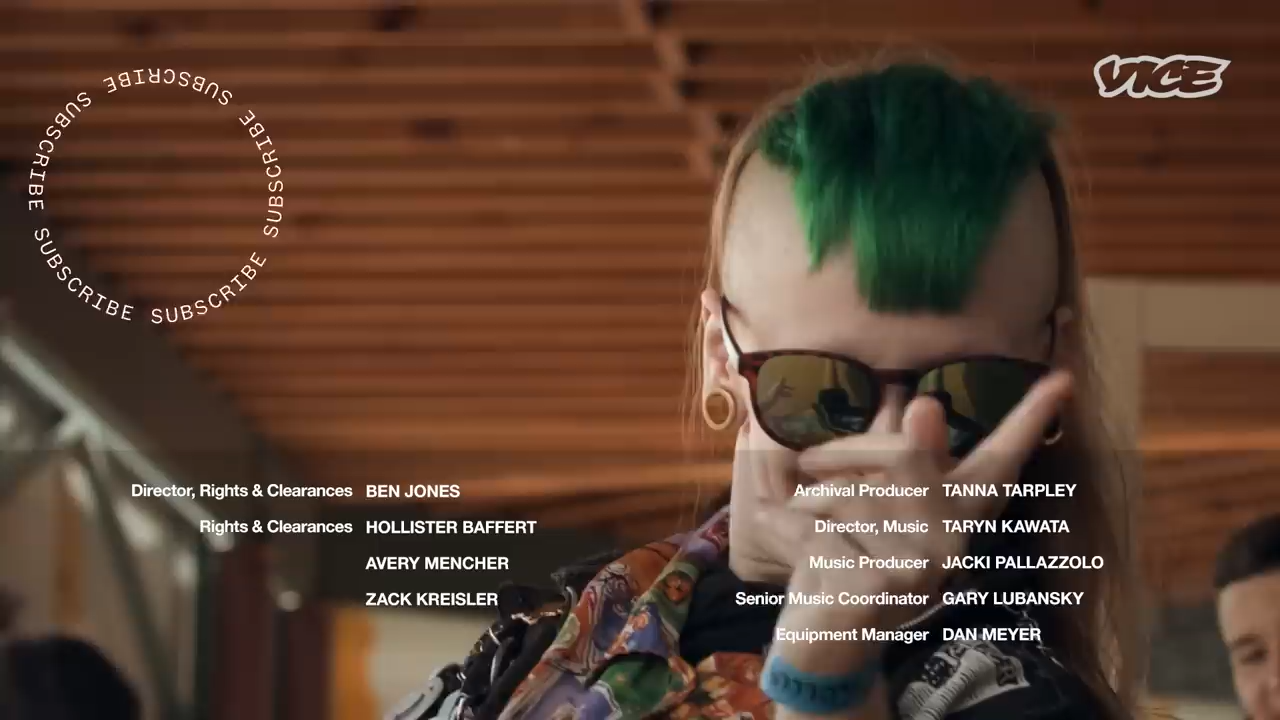 SUBSCRIBE SUBSCRIBE SUBSCRIBE SUBSCRIBE SUBSCRIBE SUBSCRIBE
VICE
Director, Rights & Clearances BEN JONES
Rights & Clearances HOLLISTER BAFFERT
AVERY MENCHER
ZACK KREISLER
Archival Producer TANNA TARPLEY
Director, Music TARYN KAWATA
Music Producer JACKI PALLAZZOLO
Senior Music Coordinator GARY LUBANSKY
Equipment Manager DAN MEYER